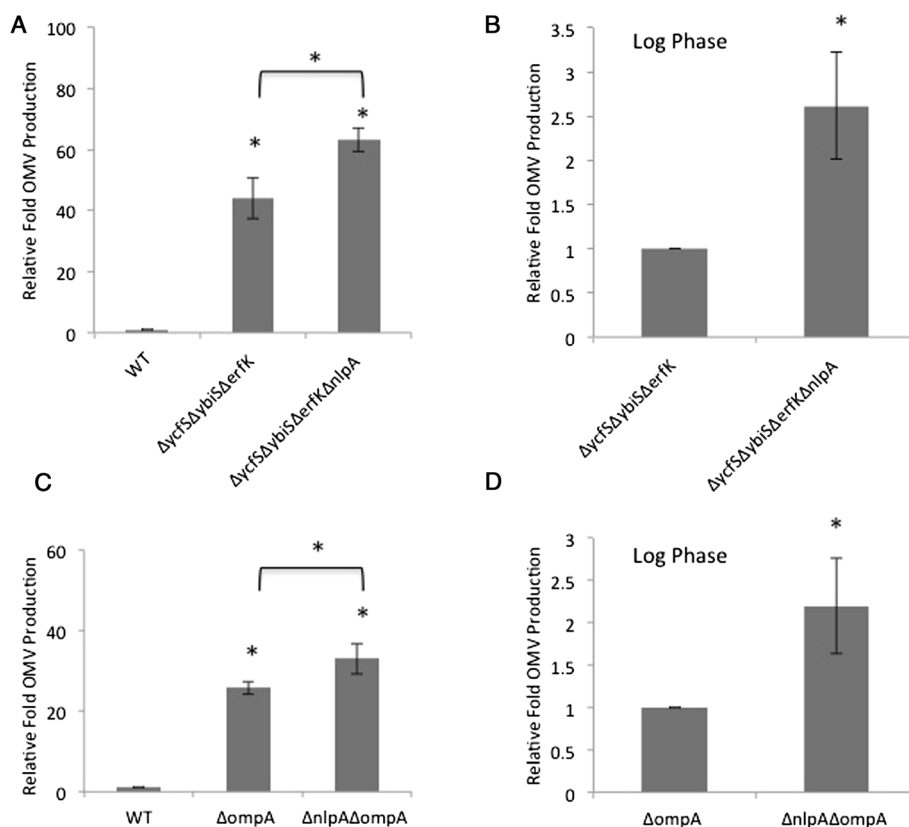 A
Relative Fold OMV Production
100
80
60
40
20
0
*
*
*
WT
ΔycfSΔybiSΔerfK
ΔycfSΔybiSΔerfKΔnlpA
B
Log Phase
Relative Fold OMV Production
3.5
3
2.5
2
1.5
1
0.5
0
*
ΔycfSΔybiSΔerfK
ΔycfSΔybiSΔerfKΔnlpA
C
Relative Fold OMV Production
60
40
20
0
*
*
*
WT
ΔompA
ΔnlpAΔompA
D
Log Phase
Relative Fold OMV Production
3
2.5
2
1.5
1
0.5
0
*
ΔompA
ΔnlpAΔompA